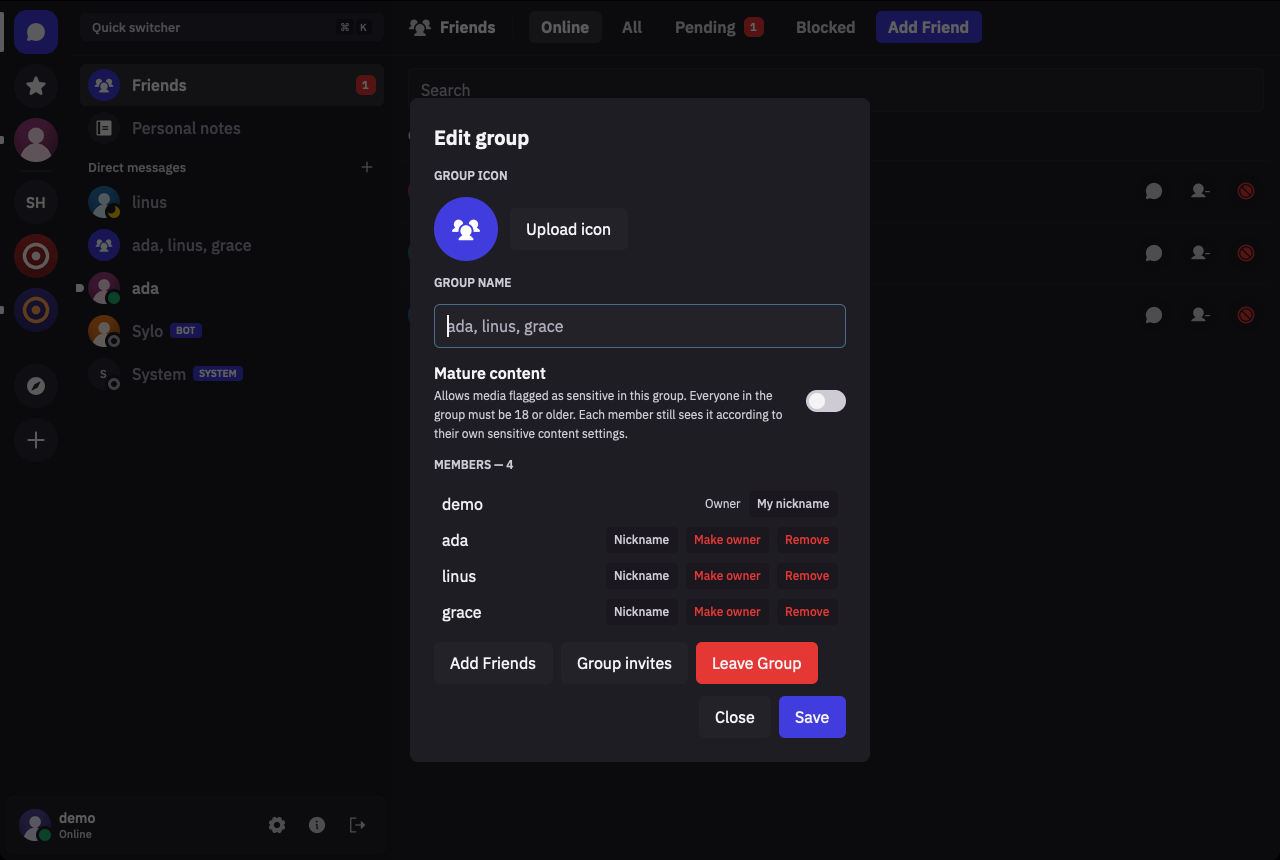 Quick switcher
⌘ K
Friends
Online
All
Pending
1
Blocked
Add Friend
Friends
1
Search
Personal notes
Direct messages
SH
linus
ada, linus, grace
ada
Sylo
BOT
S
System
SYSTEM
demo
Online
Edit group
GROUP ICON
Upload icon
GROUP NAME
ada, linus, grace
Mature content
Allows media flagged as sensitive in this group. Everyone in the
group must be 18 or older. Each member still sees it according to
their own sensitive content settings.
MEMBERS — 4
demo
Owner
My nickname
ada
Nickname
Make owner
Remove
linus
Nickname
Make owner
Remove
grace
Nickname
Make owner
Remove
Add Friends
Group invites
Leave Group
Close
Save